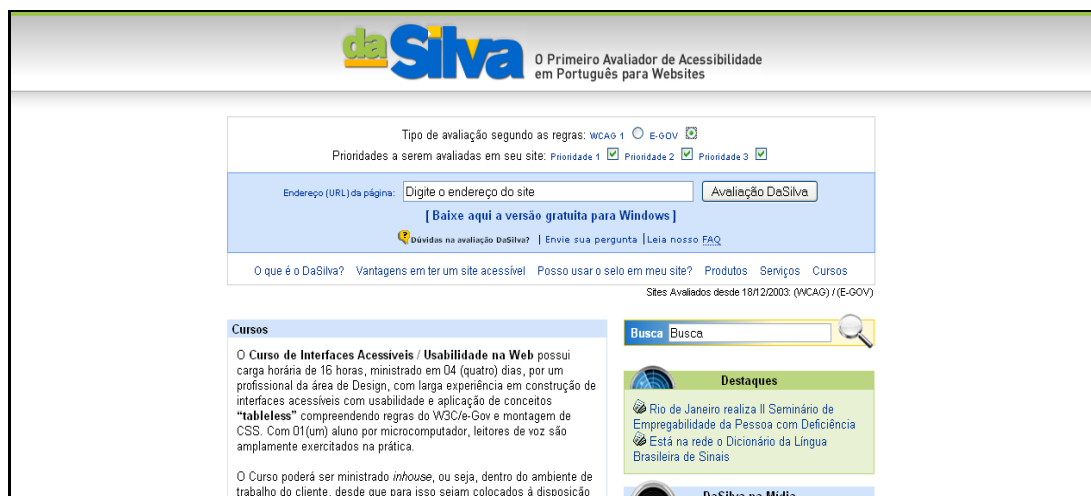 daSilva
O Primeiro Avaliador de Acessibilidade
em Português para Websites
Tipo de avaliação segundo as regras: WCAG 1 E-GOV
Prioridades a serem avaliadas em seu site: Prioridade 1 Prioridade 2 Prioridade 3
Endereço (URL) da página: Digite o endereço do site Avaliação DaSilva
[ Baixe aqui a versão gratuita para Windows ]
Dúvidas na avaliação DaSilva? | Envie sua pergunta | Leia nosso FAQ
O que é o DaSilva? Vantagens em ter um site acessível Posso usar o selo em meu site? Produtos Serviços Cursos
Sites Avaliados desde 18/12/2003: (WCAG) / (E-GOV)
Cursos
O Curso de Interfaces Acessíveis / Usabilidade na Web possui
carga horária de 16 horas, ministrado em 04 (quatro) dias, por um
profissional da área de Design, com larga experiência em construção de
interfaces acessíveis com usabilidade e aplicação de conceitos
“tableless” compreendendo regras do W3C/e-Gov e montagem de
CSS. Com 01(um) aluno por microcomputador, leitores de voz são
amplamente exercitados na prática.
O Curso poderá ser ministrado inhouse, ou seja, dentro do ambiente de
trabalho do cliente, desde que para isso sejam colocados à disposição
Busca Busca
Destaques
Rio de Janeiro realiza II Seminário de
Empregabilidade da Pessoa com Deficiência
Está na rede o Dicionário da Língua
Brasileira de Sinais
DaSilva na Mídia